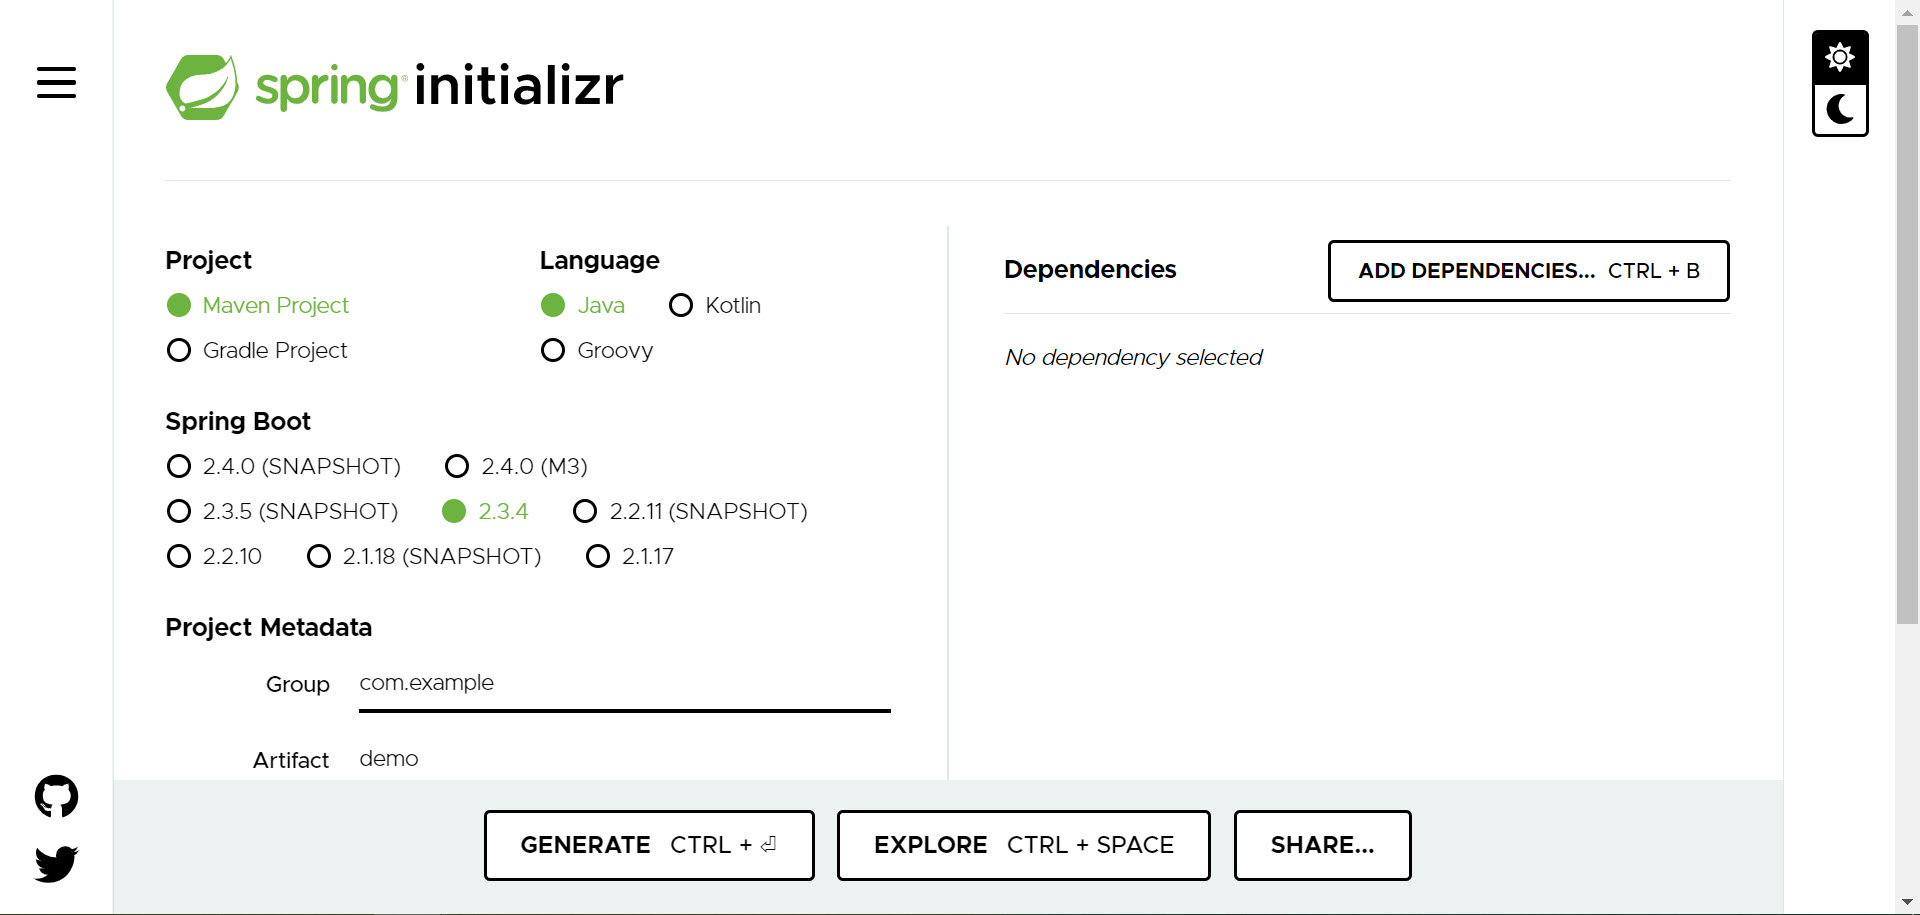 spring initializr
Project
Maven Project
Gradle Project
Language
Java Kotlin
Groovy
Spring Boot
2.4.0 (SNAPSHOT) 2.4.0 (M3)
2.3.5 (SNAPSHOT) 2.3.4 2.2.11 (SNAPSHOT)
2.2.10 2.1.18 (SNAPSHOT) 2.1.17
Project Metadata
Group com.example
Artifact demo
Dependencies
ADD DEPENDENCIES... CTRL + B
No dependency selected
GENERATE CTRL + ⏎
EXPLORE CTRL + SPACE
SHARE...